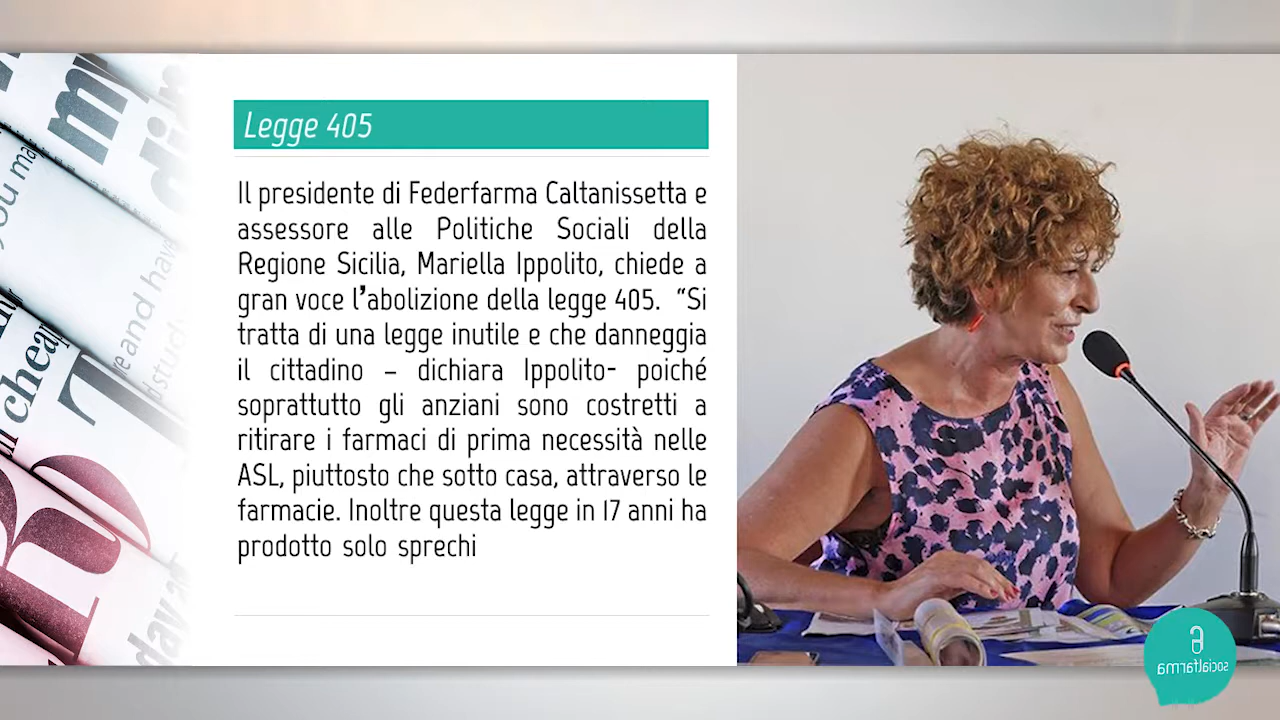 Legge 405
Il presidente di Federfarma Caltanissetta e
assessore alle Politiche Sociali della
Regione Sicilia, Mariella Ippolito, chiede a
gran voce l’abolizione della legge 405. “Si
tratta di una legge inutile e che danneggia
il cittadino – dichiara Ippolito- poiché
soprattutto gli anziani sono costretti a
ritirare i farmaci di prima necessità nelle
ASL, piuttosto che sotto casa, attraverso le
farmacie. Inoltre questa legge in 17 anni ha
prodotto solo sprechi
socialfarma